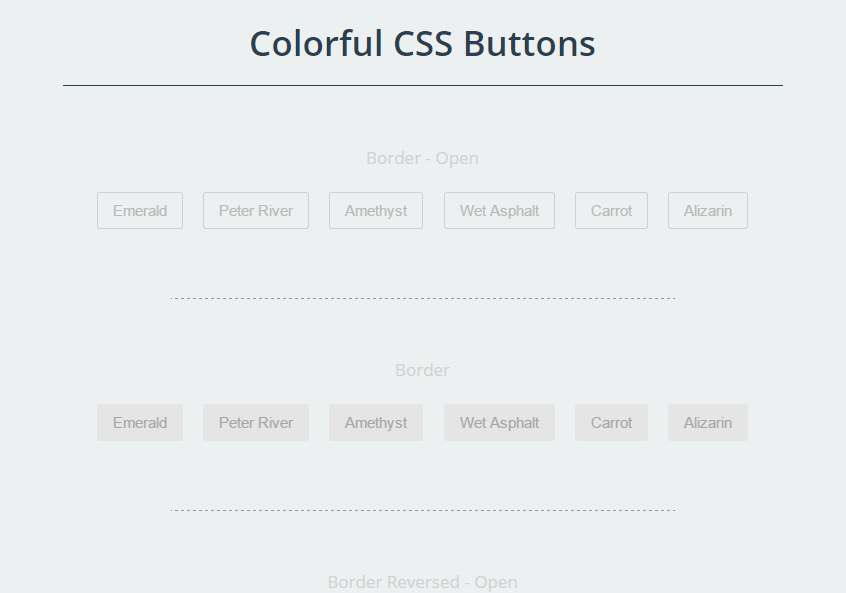 Colorful CSS Buttons
Border - Open
Emerald Peter River Amethyst Wet Asphalt Carrot Alizarin
Border
Emerald Peter River Amethyst Wet Asphalt Carrot Alizarin
Border Reversed - Open